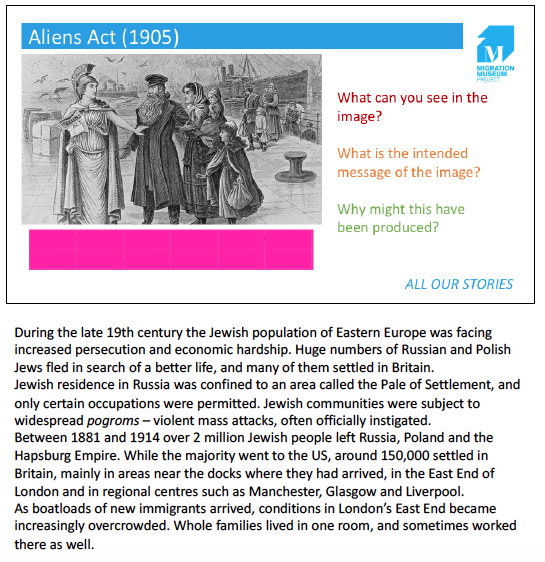 Aliens Act (1905)
M
MIGRATION
MUSEUM
PROJECT
What can you see in the
image?
What is the intended
message of the image?
Why might this have
been produced?
ALL OUR STORIES
During the late 19th century the Jewish population of Eastern Europe was facing
increased persecution and economic hardship. Huge numbers of Russian and Polish
Jews fled in search of a better life, and many of them settled in Britain.
Jewish residence in Russia was confined to an area called the Pale of Settlement, and
only certain occupations were permitted. Jewish communities were subject to
widespread pogroms – violent mass attacks, often officially instigated.
Between 1881 and 1914 over 2 million Jewish people left Russia, Poland and the
Hapsburg Empire. While the majority went to the US, around 150,000 settled in
Britain, mainly in areas near the docks where they had arrived, in the East End of
London and in regional centres such as Manchester, Glasgow and Liverpool.
As boatloads of new immigrants arrived, conditions in London's East End became
increasingly overcrowded. Whole families lived in one room, and sometimes worked
there as well.